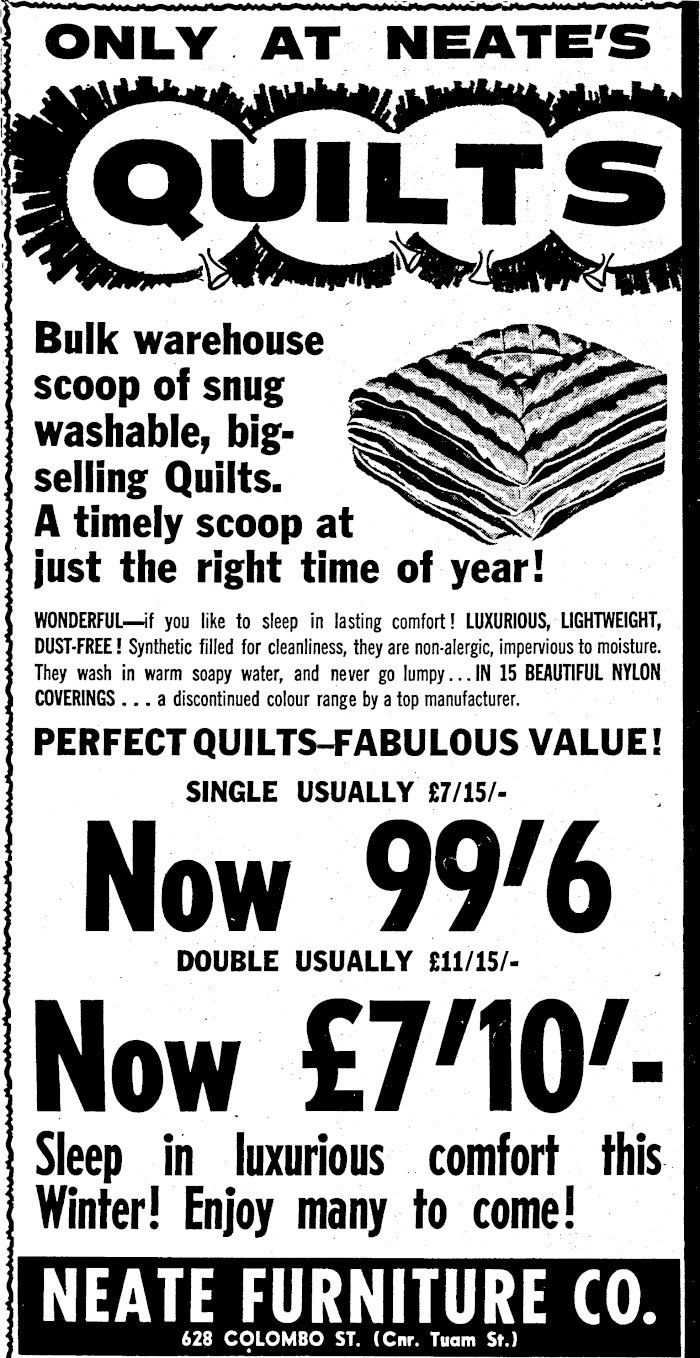 ONLY AT NEATE'S
QUILTS
Bulk warehouse
scoop of snug
washable, big-
selling Quilts.
A timely scoop at
just the right time of year!
WONDERFUL—if you like to sleep in lasting comfort! LUXURIOUS, LIGHTWEIGHT,
DUST-FREE! Synthetic filled for cleanliness, they are non-alergic, impervious to moisture.
They wash in warm soapy water, and never go lumpy... IN 15 BEAUTIFUL NYLON
COVERINGS . . . a discontinued colour range by a top manufacturer.
PERFECT QUILTS–FABULOUS VALUE!
SINGLE USUALLY £7/15/-
Now 99'6
DOUBLE USUALLY £11/15/-
Now £7'10'-
Sleep in luxurious comfort this
Winter! Enjoy many to come!
NEATE FURNITURE CO.
628 COLOMBO ST. (Cnr. Tuam St.)